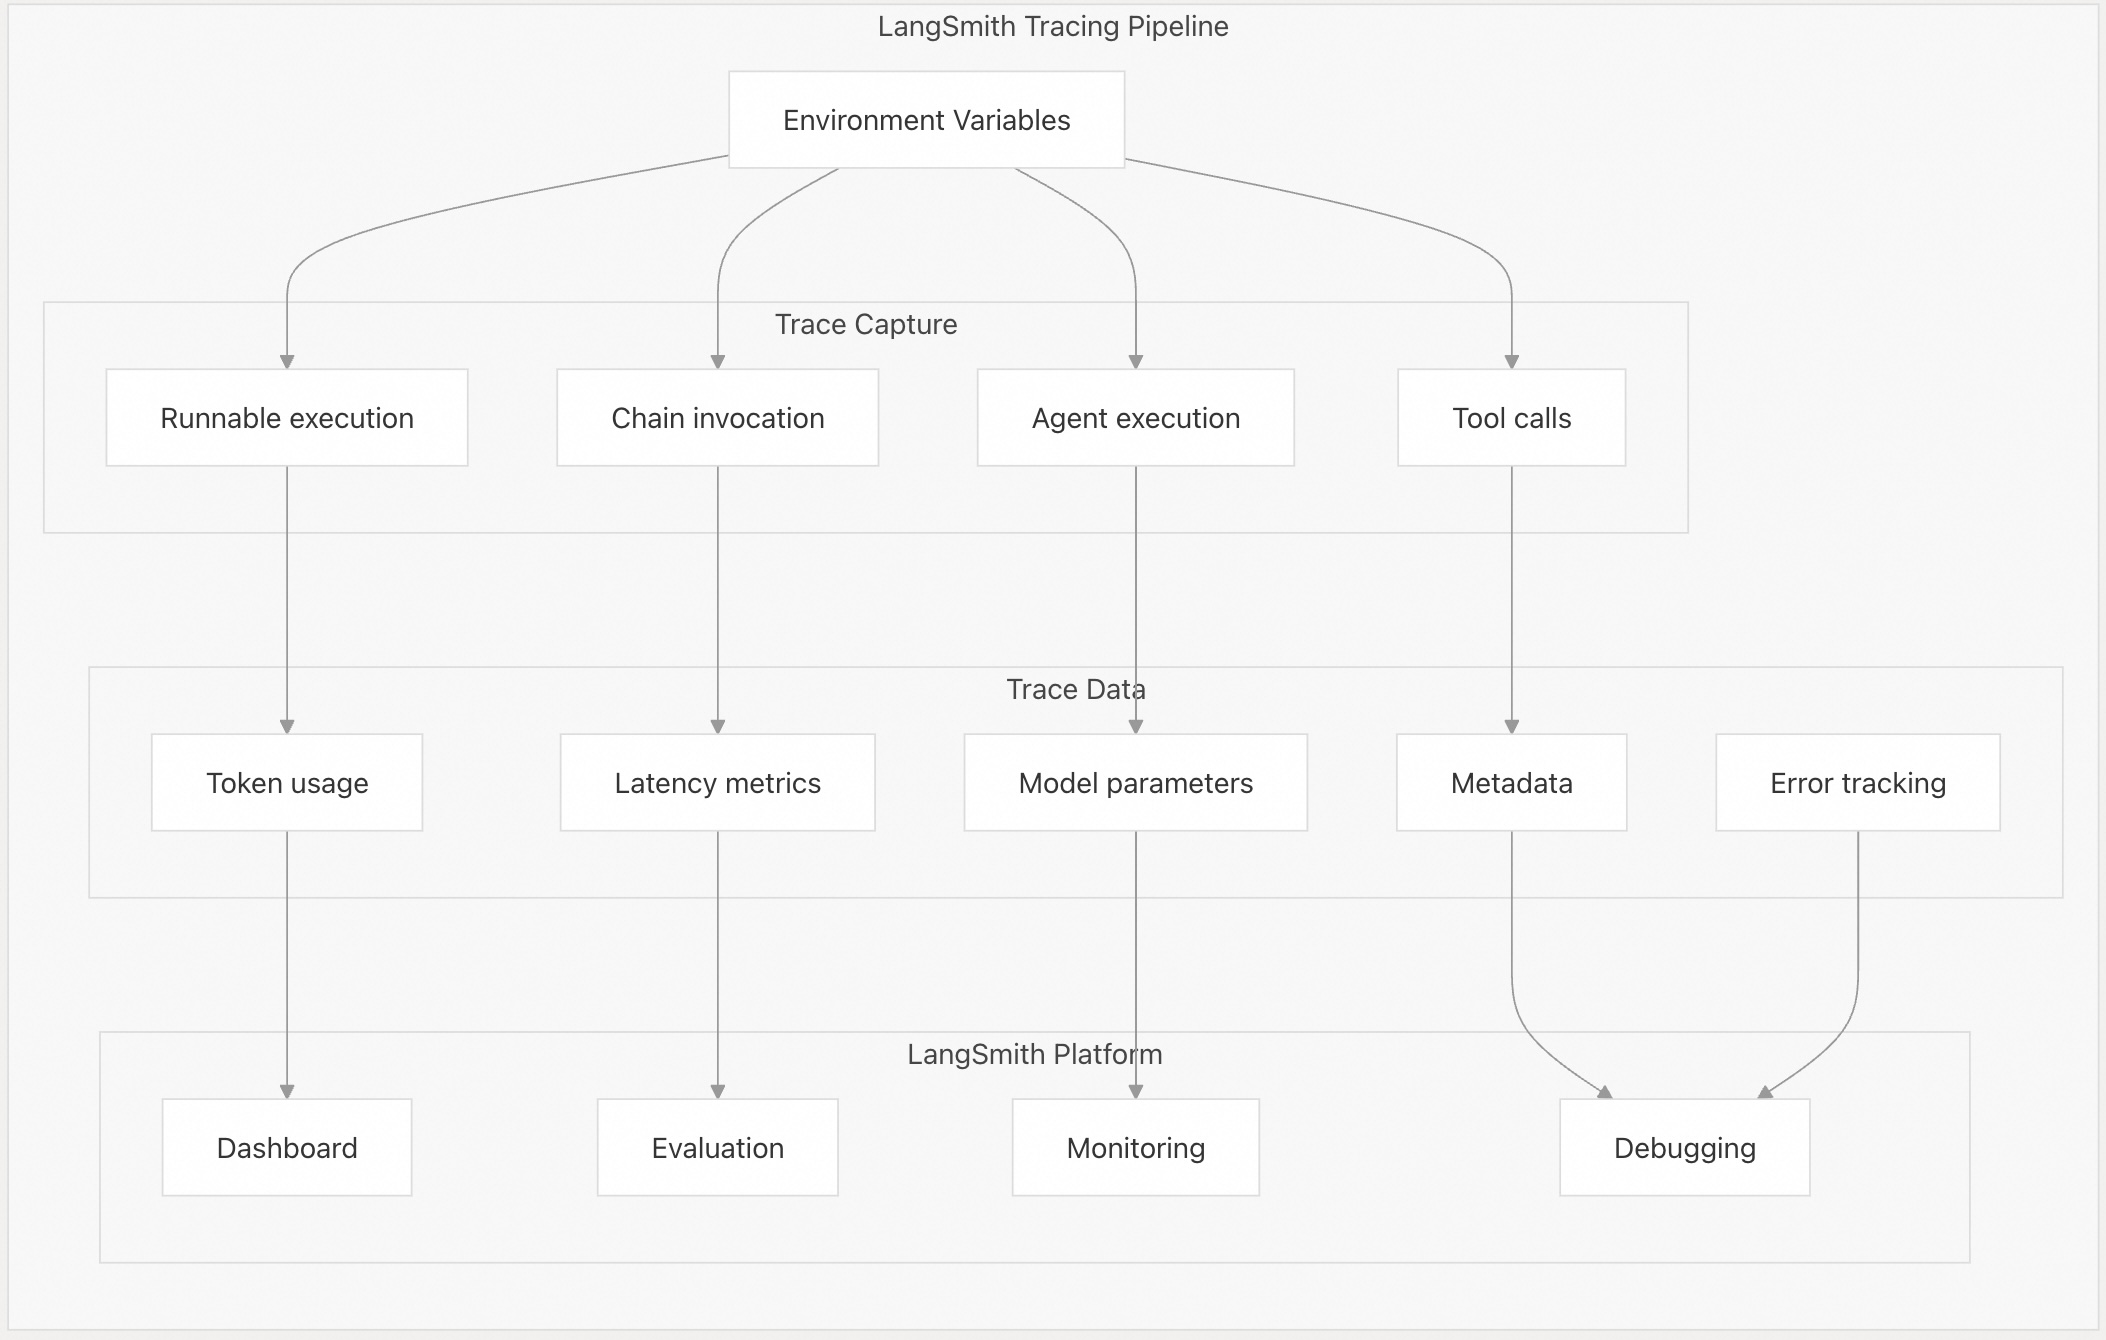 LangSmith Tracing Pipeline
Environment Variables
Trace Capture
Runnable execution
Chain invocation
Agent execution
Tool calls
Trace Data
Token usage
Latency metrics
Model parameters
Metadata
Error tracking
LangSmith Platform
Dashboard
Evaluation
Monitoring
Debugging